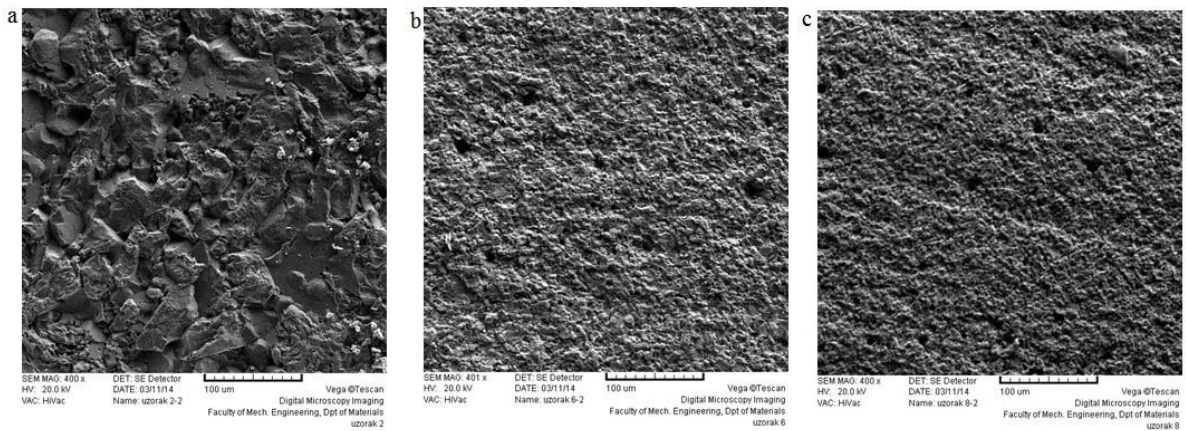 a
SEM MAG: 400 x DET: SE Detector
HV: 20.0 kV DATE: 03/11/14 100 um Vega ©Tescan
VAC: HiVac Name: uzorak 2-2 Digital Microscopy Imaging
Faculty of Mech. Engineering, Dpt of Materials
uzorak 2
b
SEM MAG: 401 x DET: SE Detector
HV: 20.0 kV DATE: 03/11/14 100 um Vega ©Tescan
VAC: HiVac Name: uzorak 6-2 Digital Microscopy Imaging
Faculty of Mech. Engineering, Dpt of Materials
uzorak 6
c
SEM MAG: 400 x DET: SE Detector
HV: 20.0 kV DATE: 03/11/14 100 um Vega ©Tescan
VAC: HiVac Name: uzorak 8-2 Digital Microscopy Imaging
Faculty of Mech. Engineering, Dpt of Materials
uzorak 8